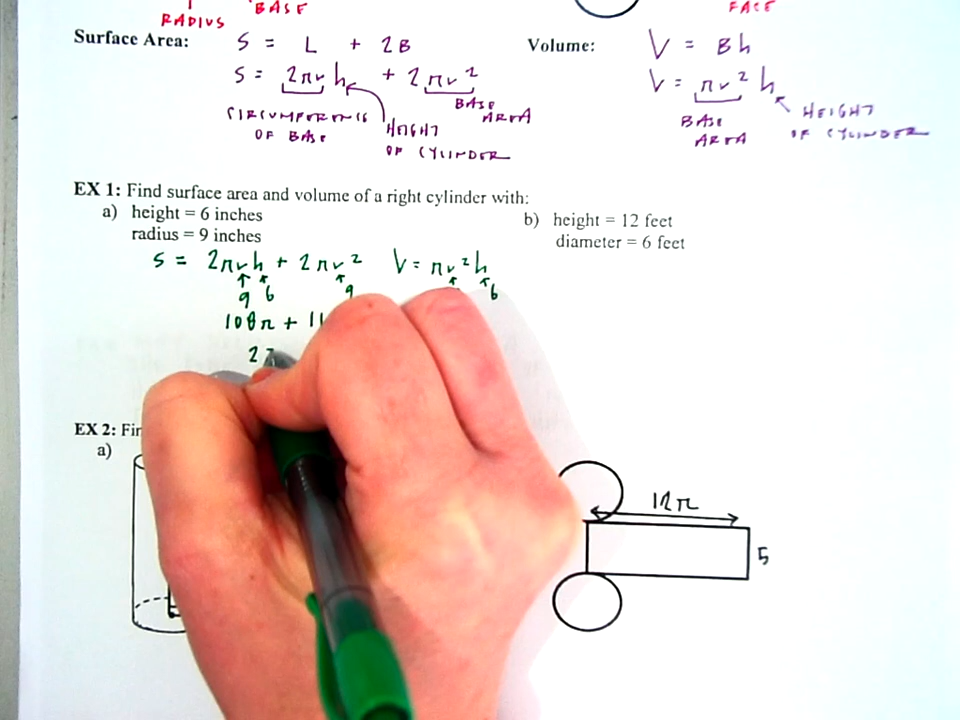 RADIUS BASE FACE
Surface Area: S = L + 2B Volume: V = Bh
S = 2πr h + 2πr² V = πr² h
CIRCUMFERENCE OF BASE HEIGHT OF CYLINDER BASE AREA BASE AREA HEIGHT OF CYLINDER
EX 1: Find surface area and volume of a right cylinder with:
a) height = 6 inches b) height = 12 feet
radius = 9 inches diameter = 6 feet
S = 2πrh + 2πr² V = πr²h
9 6 9 6
108π + 1
2
EX 2:
a)
12π
5